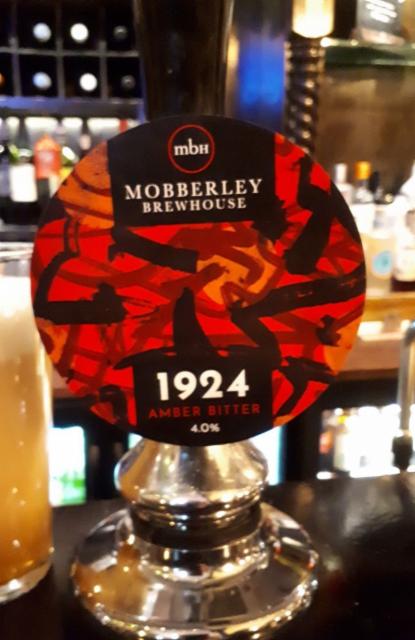 mbH
MOBBERLEY
BREWHOUSE
1924
AMBER BITTER
4.0%